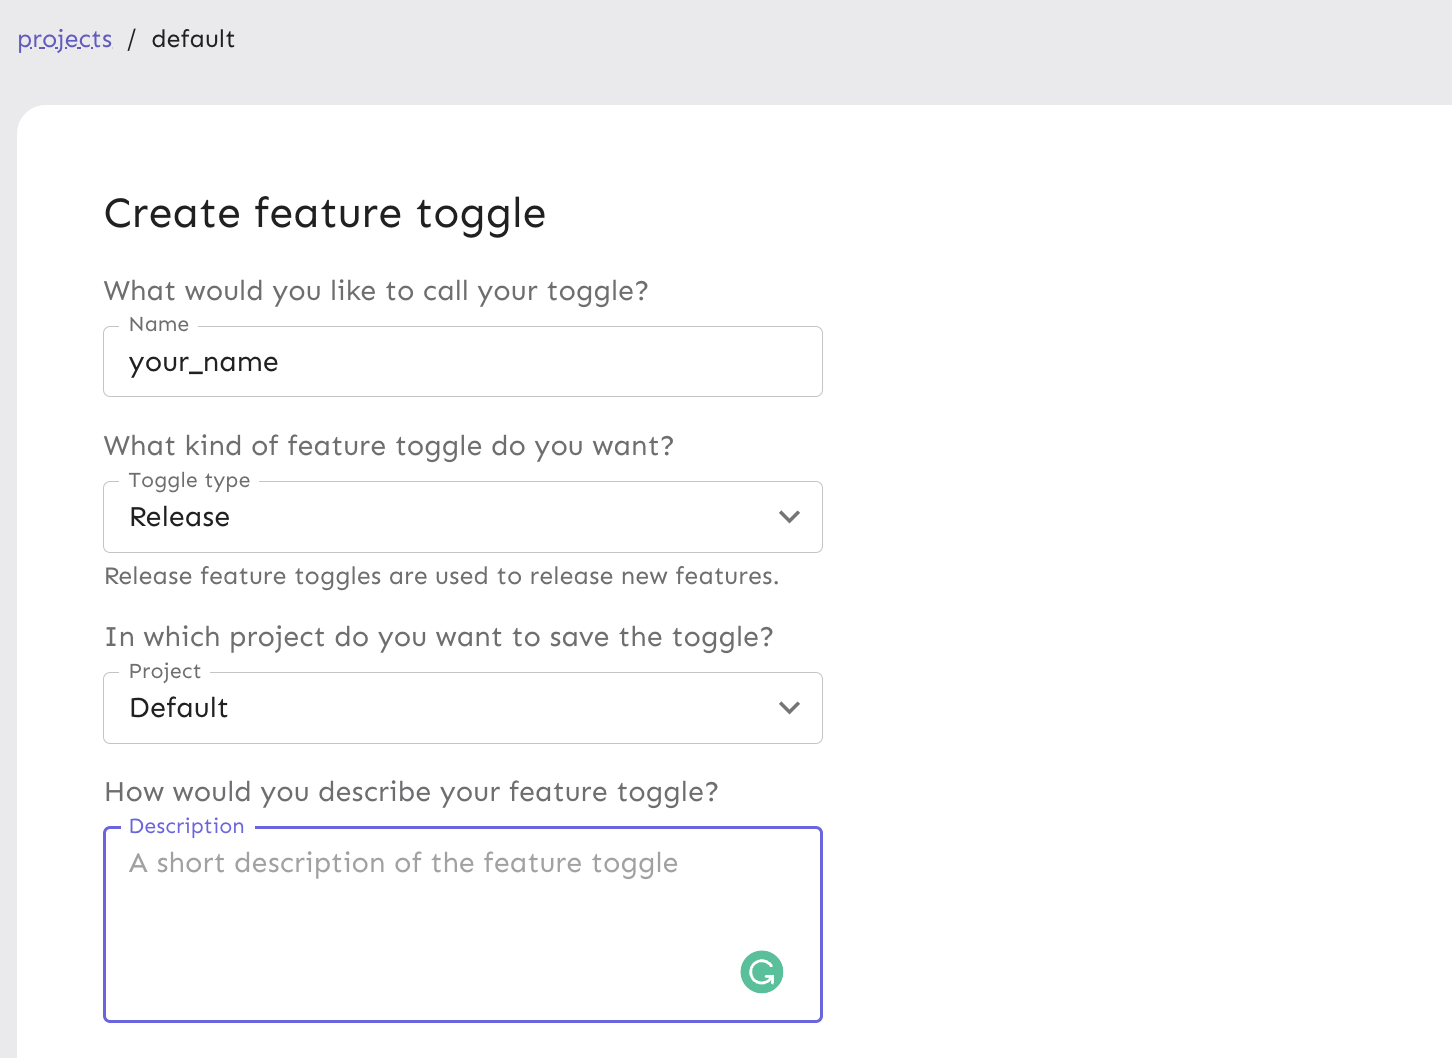 projects / default
Create feature toggle
What would you like to call your toggle?
Name
your_name
What kind of feature toggle do you want?
Toggle type
Release
Release feature toggles are used to release new features.
In which project do you want to save the toggle?
Project
Default
How would you describe your feature toggle?
Description
A short description of the feature toggle